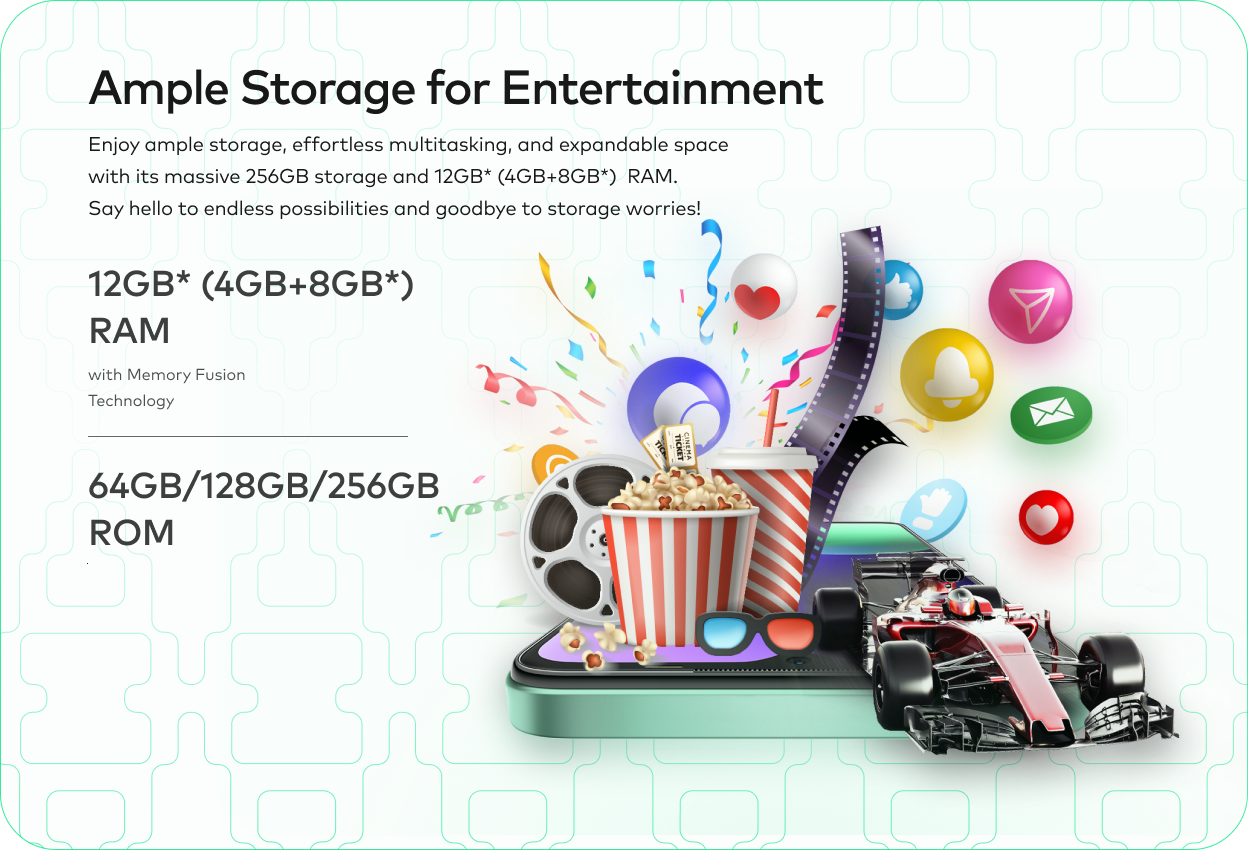 Ample Storage for Entertainment
Enjoy ample storage, effortless multitasking, and expandable space
with its massive 256GB storage and 12GB* (4GB+8GB*) RAM.
Say hello to endless possibilities and goodbye to storage worries!
12GB* (4GB+8GB*)
RAM
with Memory Fusion
Technology
64GB/128GB/256GB
ROM
CINEMA
TICKET